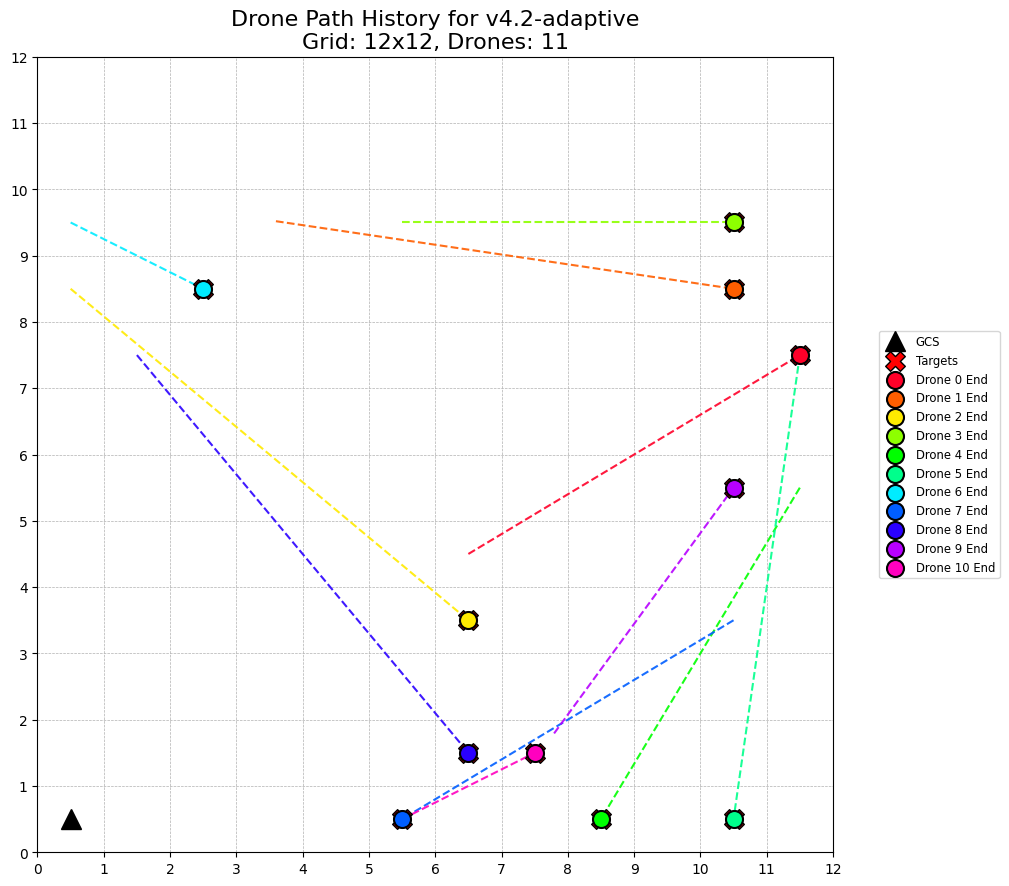 Drone Path History for v4.2-adaptive
Grid: 12x12, Drones: 11
12
11
10
9
8
7
6
5
4
3
2
1
0
0 1 2 3 4 5 6 7 8 9 10 11 12
GCS
Targets
Drone 0 End
Drone 1 End
Drone 2 End
Drone 3 End
Drone 4 End
Drone 5 End
Drone 6 End
Drone 7 End
Drone 8 End
Drone 9 End
Drone 10 End